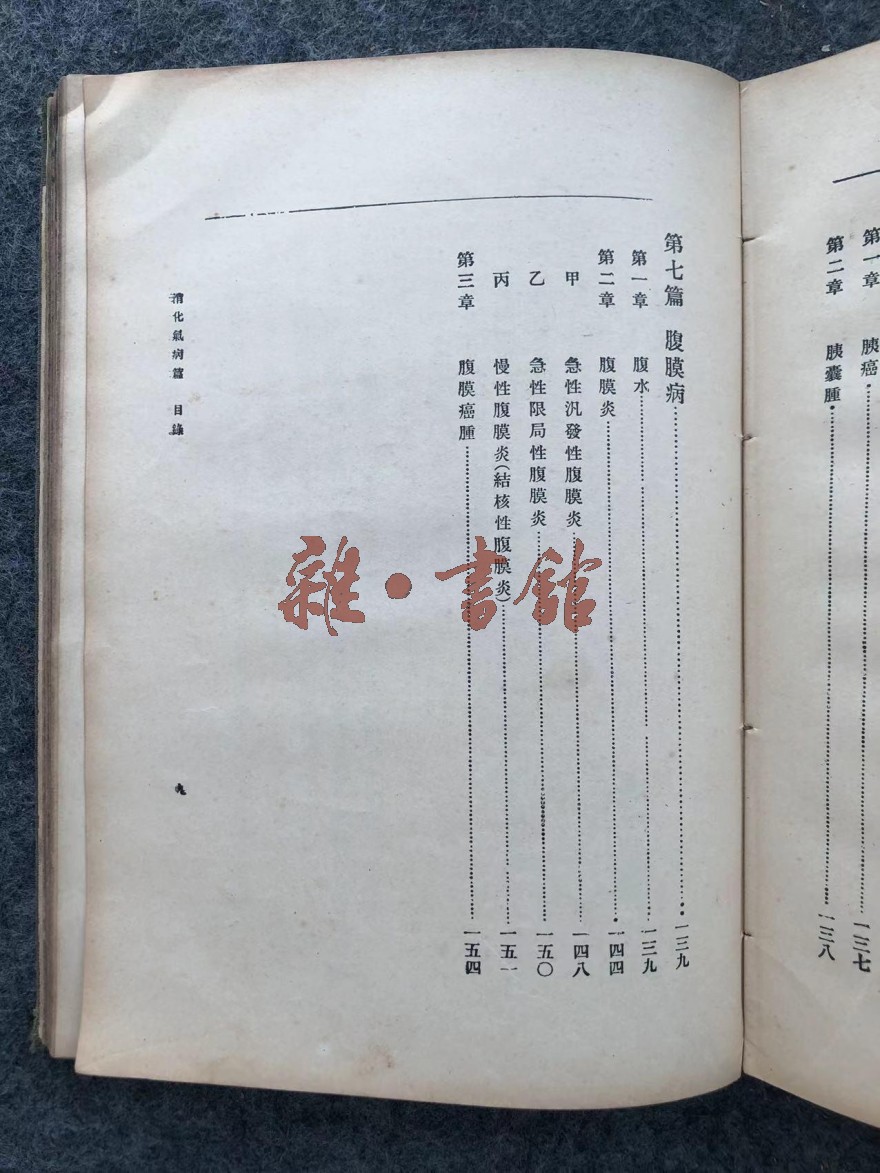 第一章　胰癌……一三七
第二章　胰囊腫……一三八
第七篇　腹膜病……一三九
第一章　腹水……一三九
第二章　腹膜炎……一四四
甲　急性汎發性腹膜炎……一四八
乙　急性限局性腹膜炎……一五〇
丙　慢性腹膜炎(結核性腹膜炎)……一五一
第三章　腹膜癌腫……一五四
消化氣病篇　目錄
九
雜·書館